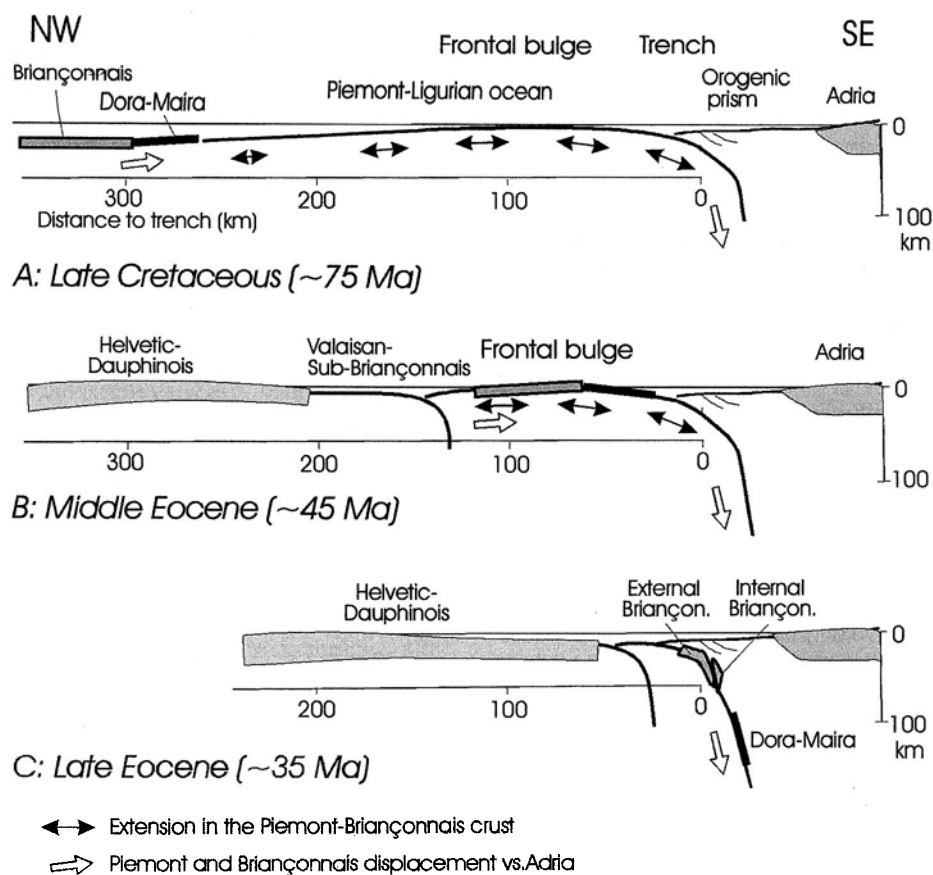 NW
SE
Frontal bulge
Trench
Briançonnais
Dora-Maira
Piemont-Ligurian ocean
Orogenic
prism
Adria
0
300
200
100
0
Distance to trench (km)
100
km
A: Late Cretaceous (~75 Ma)
Helvetic-
Dauphinois
Valaisan-
Sub-Briançonnais
Frontal bulge
Adria
0
300
200
100
0
100
B: Middle Eocene (~45 Ma)
Helvetic-
Dauphinois
External
Briançon.
Internal
Briançon.
0
200
100
0
100
km
Dora-Maira
C: Late Eocene (~35 Ma)
Extension in the Piemont-Briançonnais crust
Piemont and Briançonnais displacement vs.Adria